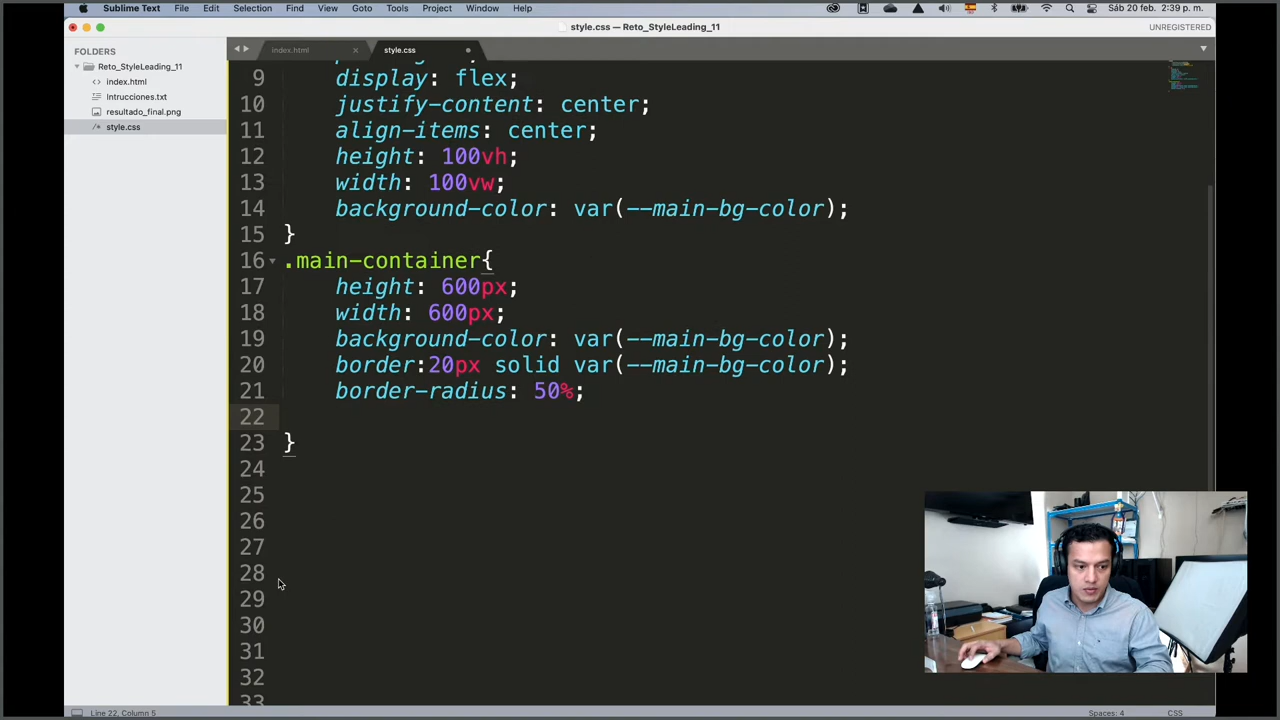 Sublime Text File Edit Selection Find View Goto Tools Project Window Help Sáb 20 feb. 2:39 p. m.
style.css — Reto_StyleLeading_11 UNREGISTERED
FOLDERS
Reto_StyleLeading_11
index.html
Intrucciones.txt
resultado_final.png
style.css
index.html style.css
9 display: flex;
10 justify-content: center;
11 align-items: center;
12 height: 100vh;
13 width: 100vw;
14 background-color: var(--main-bg-color);
15 }
16 .main-container{
17 height: 600px;
18 width: 600px;
19 background-color: var(--main-bg-color);
20 border:20px solid var(--main-bg-color);
21 border-radius: 50%;
22
23 }
24
25
26
27
28
29
30
31
32
33
Line 22, Column 5 Spaces: 4 CSS